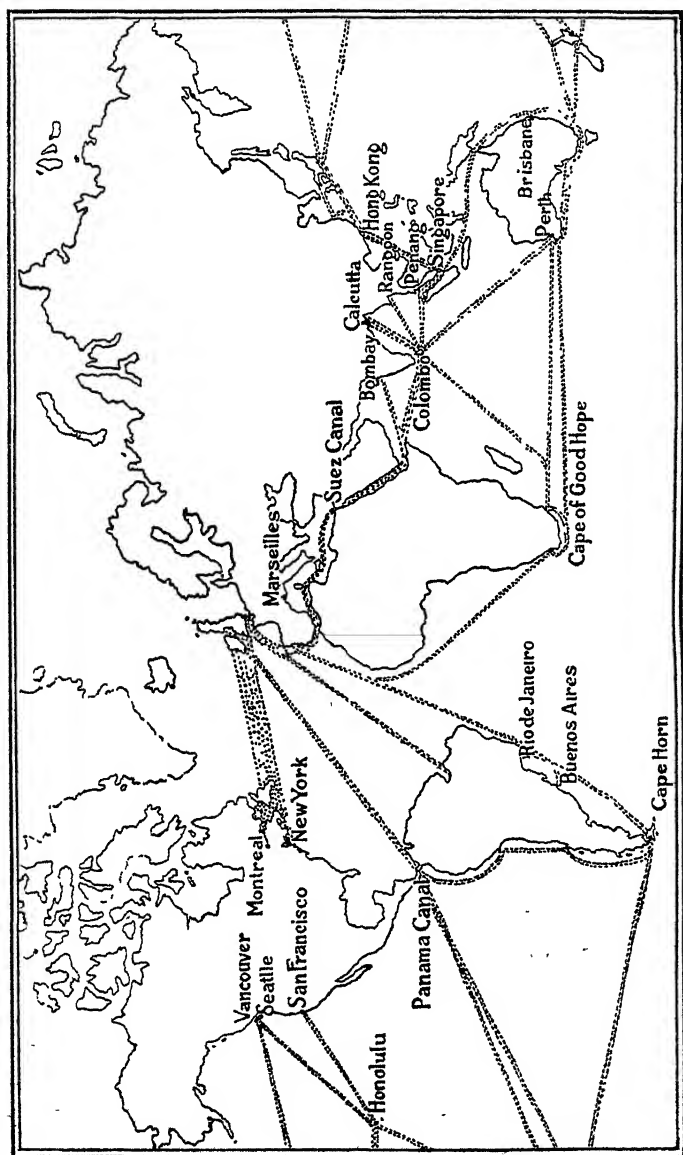 Vancouver
Seatlle
San Francisco
Honolulu
Montreal
New York
Panama Canal
Rio de Janeiro
Buenos Aires
Cape Horn
Marseilles
Suez Canal
Cape of Good Hope
Bombay
Calcutta
Colombo
Rangoon
Penang
Singapore
Hong Kong
Perth
Brisbane